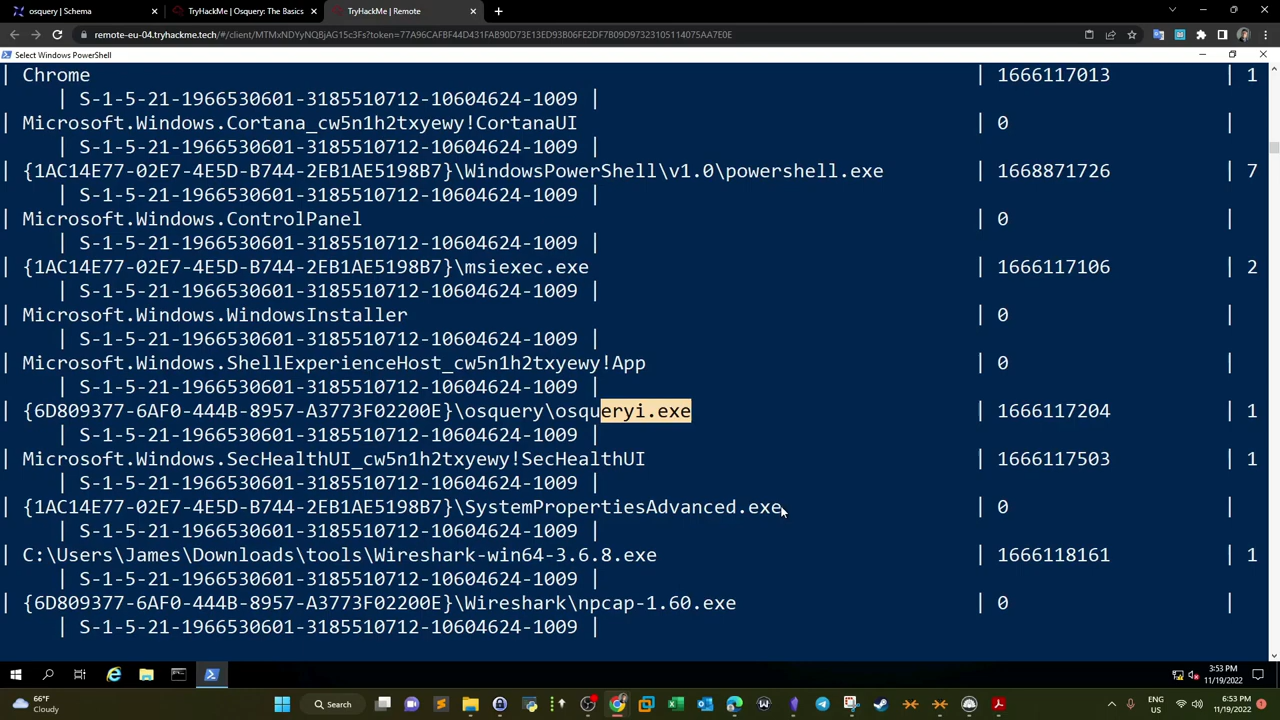 osquery | Schema
TryHackMe | Osquery: The Basics
TryHackMe | Remote
remote-eu-04.tryhackme.tech/#/client/MTMxNDYyNQBjAG15c3Fs?token=77A96CAFBF44D431FAB90D73E13ED93B06FE2DF7B09D97323105114075AA7E0E
Select Windows PowerShell
| Chrome | 1666117013 | 1
| S-1-5-21-1966530601-3185510712-10604624-1009 |
| Microsoft.Windows.Cortana_cw5n1h2txyewy!CortanaUI | 0 |
| S-1-5-21-1966530601-3185510712-10604624-1009 |
| {1AC14E77-02E7-4E5D-B744-2EB1AE5198B7}\WindowsPowerShell\v1.0\powershell.exe | 1668871726 | 7
| S-1-5-21-1966530601-3185510712-10604624-1009 |
| Microsoft.Windows.ControlPanel | 0 |
| S-1-5-21-1966530601-3185510712-10604624-1009 |
| {1AC14E77-02E7-4E5D-B744-2EB1AE5198B7}\msiexec.exe | 1666117106 | 2
| S-1-5-21-1966530601-3185510712-10604624-1009 |
| Microsoft.Windows.WindowsInstaller | 0 |
| S-1-5-21-1966530601-3185510712-10604624-1009 |
| Microsoft.Windows.ShellExperienceHost_cw5n1h2txyewy!App | 0 |
| S-1-5-21-1966530601-3185510712-10604624-1009 |
| {6D809377-6AF0-444B-8957-A3773F02200E}\osquery\osqueryi.exe | 1666117204 | 1
| S-1-5-21-1966530601-3185510712-10604624-1009 |
| Microsoft.Windows.SecHealthUI_cw5n1h2txyewy!SecHealthUI | 1666117503 | 1
| S-1-5-21-1966530601-3185510712-10604624-1009 |
| {1AC14E77-02E7-4E5D-B744-2EB1AE5198B7}\SystemPropertiesAdvanced.exe | 0 |
| S-1-5-21-1966530601-3185510712-10604624-1009 |
| C:\Users\James\Downloads\tools\Wireshark-win64-3.6.8.exe | 1666118161 | 1
| S-1-5-21-1966530601-3185510712-10604624-1009 |
| {6D809377-6AF0-444B-8957-A3773F02200E}\Wireshark\npcap-1.60.exe | 0 |
| S-1-5-21-1966530601-3185510712-10604624-1009 |
3:53 PM
11/19/2022
66°F
Cloudy
Search
ENG
US
6:53 PM
11/19/2022